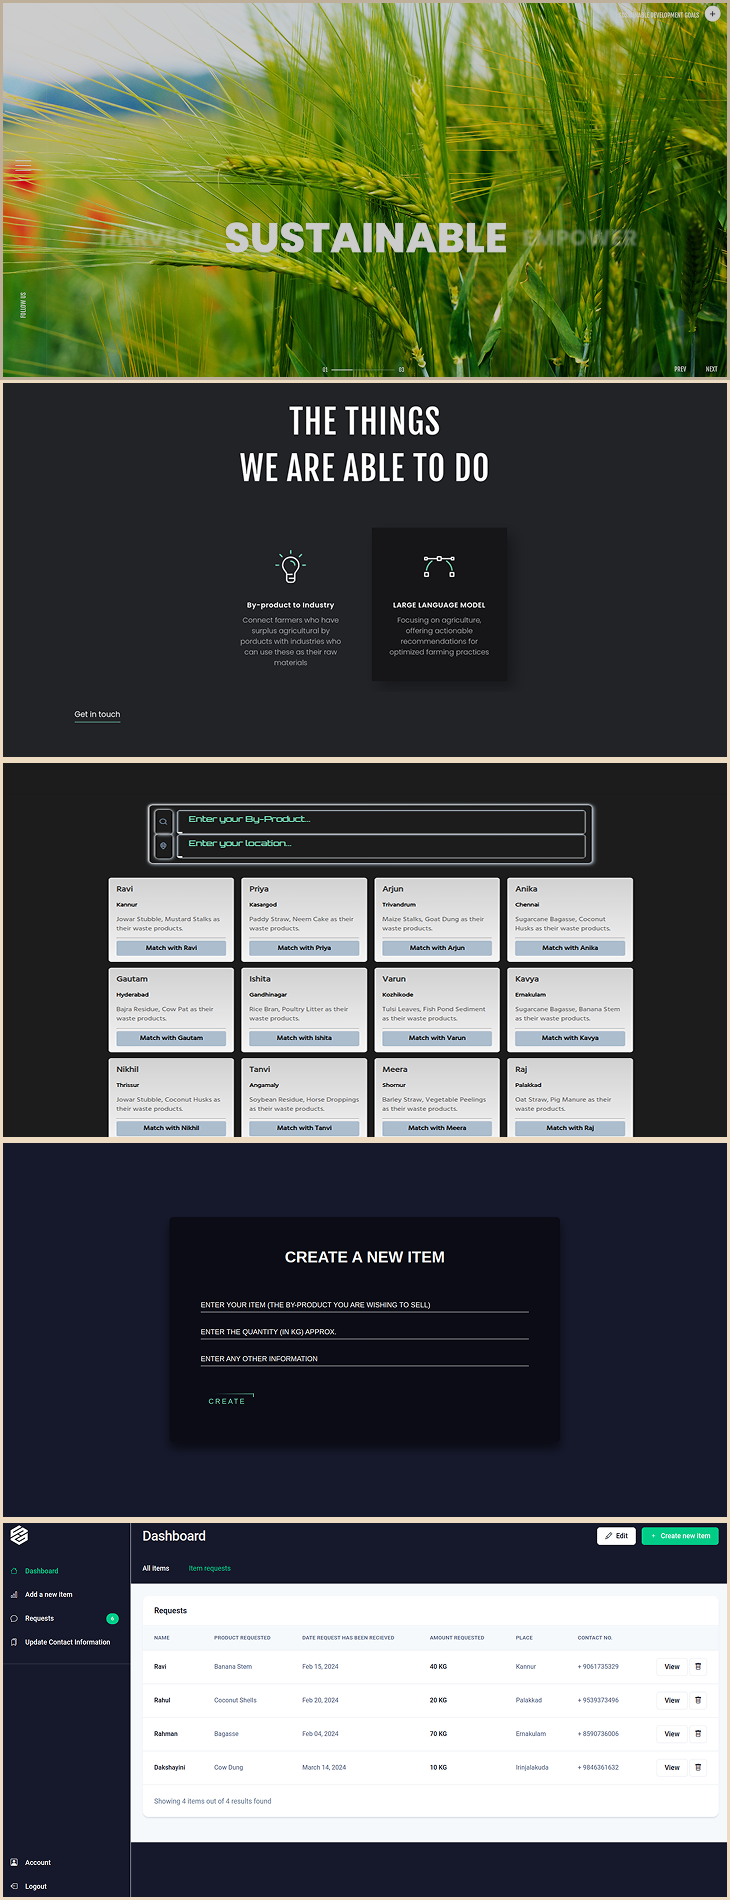 DEVELOPMENT GOALS
HARVEST SUSTAINABLE EMPOWER
FOLLOW US
01 03
PREV NEXT
THE THINGS
WE ARE ABLE TO DO
By-product to Industry
Connect farmers who have
surplus agricultural by
porducts with industries who
can use these as their raw
materials
LARGE LANGUAGE MODEL
Focusing on agriculture,
offering actionable
recommendations for
optimized farming practices
Get in touch
Enter your By-Product...
Enter your location...
Ravi
Kannur
Jowar Stubble, Mustard Stalks as
their waste products.
Match with Ravi
Priya
Kasargod
Paddy Straw, Neem Cake as their
waste products.
Match with Priya
Arjun
Trivandrum
Maize Stalks, Goat Dung as their
waste products.
Match with Arjun
Anika
Chennai
Sugarcane Bagasse, Coconut
Husks as their waste products.
Match with Anika
Gautam
Hyderabad
Bajra Residue, Cow Pat as their
waste products.
Match with Gautam
Ishita
Gandhinagar
Rice Bran, Poultry Litter as their
waste products.
Match with Ishita
Varun
Kozhikode
Tulsi Leaves, Fish Pond Sediment
as their waste products.
Match with Varun
Kavya
Ernakulam
Sugarcane Bagasse, Banana Stem
as their waste products.
Match with Kavya
Nikhil
Thrissur
Jowar Stubble, Coconut Husks as
their waste products.
Match with Nikhil
Tanvi
Angamaly
Soybean Residue, Horse Droppings
as their waste products.
Match with Tanvi
Meera
Shornur
Barley Straw, Vegetable Peelings
as their waste products.
Match with Meera
Raj
Palakkad
Oat Straw, Pig Manure as their
waste products.
Match with Raj
CREATE A NEW ITEM
ENTER YOUR ITEM (THE BY-PRODUCT YOU ARE WISHING TO SELL)
ENTER THE QUANTITY (IN KG) APPROX.
ENTER ANY OTHER INFORMATION
CREATE
Dashboard
Add a new item
Requests 6
Update Contact Information
Account
Logout
Dashboard
Edit + Create new item
All items Item requests
Requests
NAME PRODUCT REQUESTED DATE REQUEST HAS BEEN RECIEVED AMOUNT REQUESTED PLACE CONTACT NO.
Ravi Banana Stem Feb 15, 2024 40 KG Kannur + 9061735329 View
Rahul Coconut Shells Feb 20, 2024 20 KG Palakkad + 9539373496 View
Rahman Bagasse Feb 04, 2024 70 KG Ernakulam + 8590736006 View
Dakshayini Cow Dung March 14, 2024 10 KG Irinjalakuda + 9846361632 View
Showing 4 items out of 4 results found